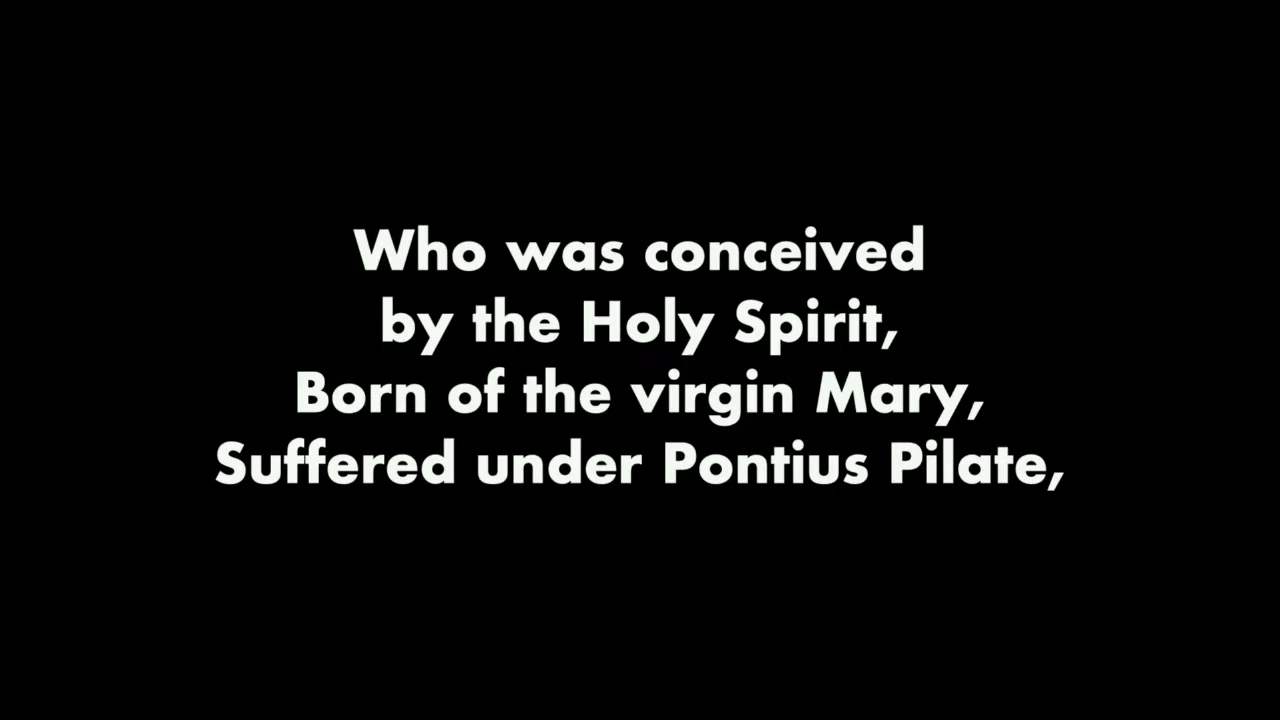 Who was conceived
by the Holy Spirit,
Born of the virgin Mary,
Suffered under Pontius Pilate,